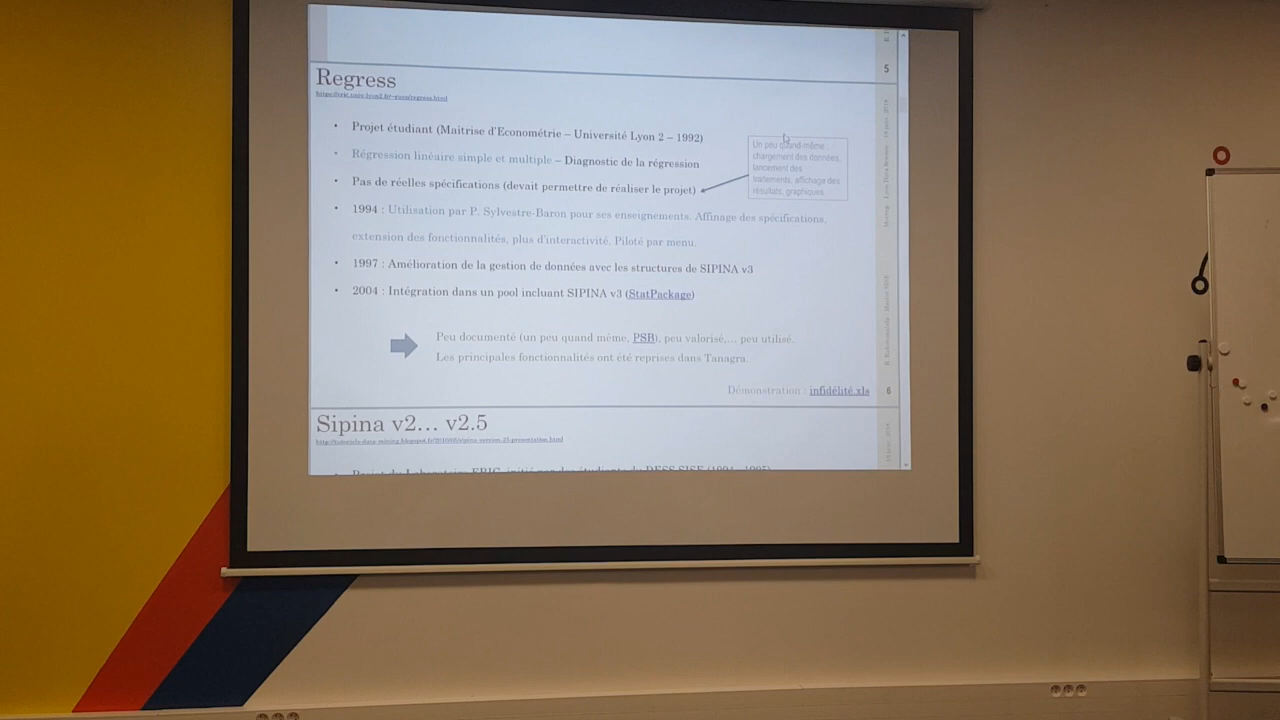 5
Regress
Projet étudiant (Maitrise d'Econométrie – Université Lyon 2 – 1992)
Régression linéaire simple et multiple – Diagnostic de la régression
Pas de réelles spécifications (devait permettre de réaliser le projet)
Un peu quand-même :
chargement des données,
lancement des
traitements, affichage des
résultats, graphiques
1994 : Utilisation par P. Sylvestre-Baron pour ses enseignements. Affinage des spécifications,
extension des fonctionnalités, plus d'interactivité. Piloté par menu.
1997 : Amélioration de la gestion de données avec les structures de SIPINA v3
2004 : Intégration dans un pool incluant SIPINA v3 (StatPackage)
Peu documenté (un peu quand même, PSB), peu valorisé,… peu utilisé.
Les principales fonctionnalités ont été reprises dans Tanagra.
Démonstration : infidélité.xls
6
Sipina v2… v2.5